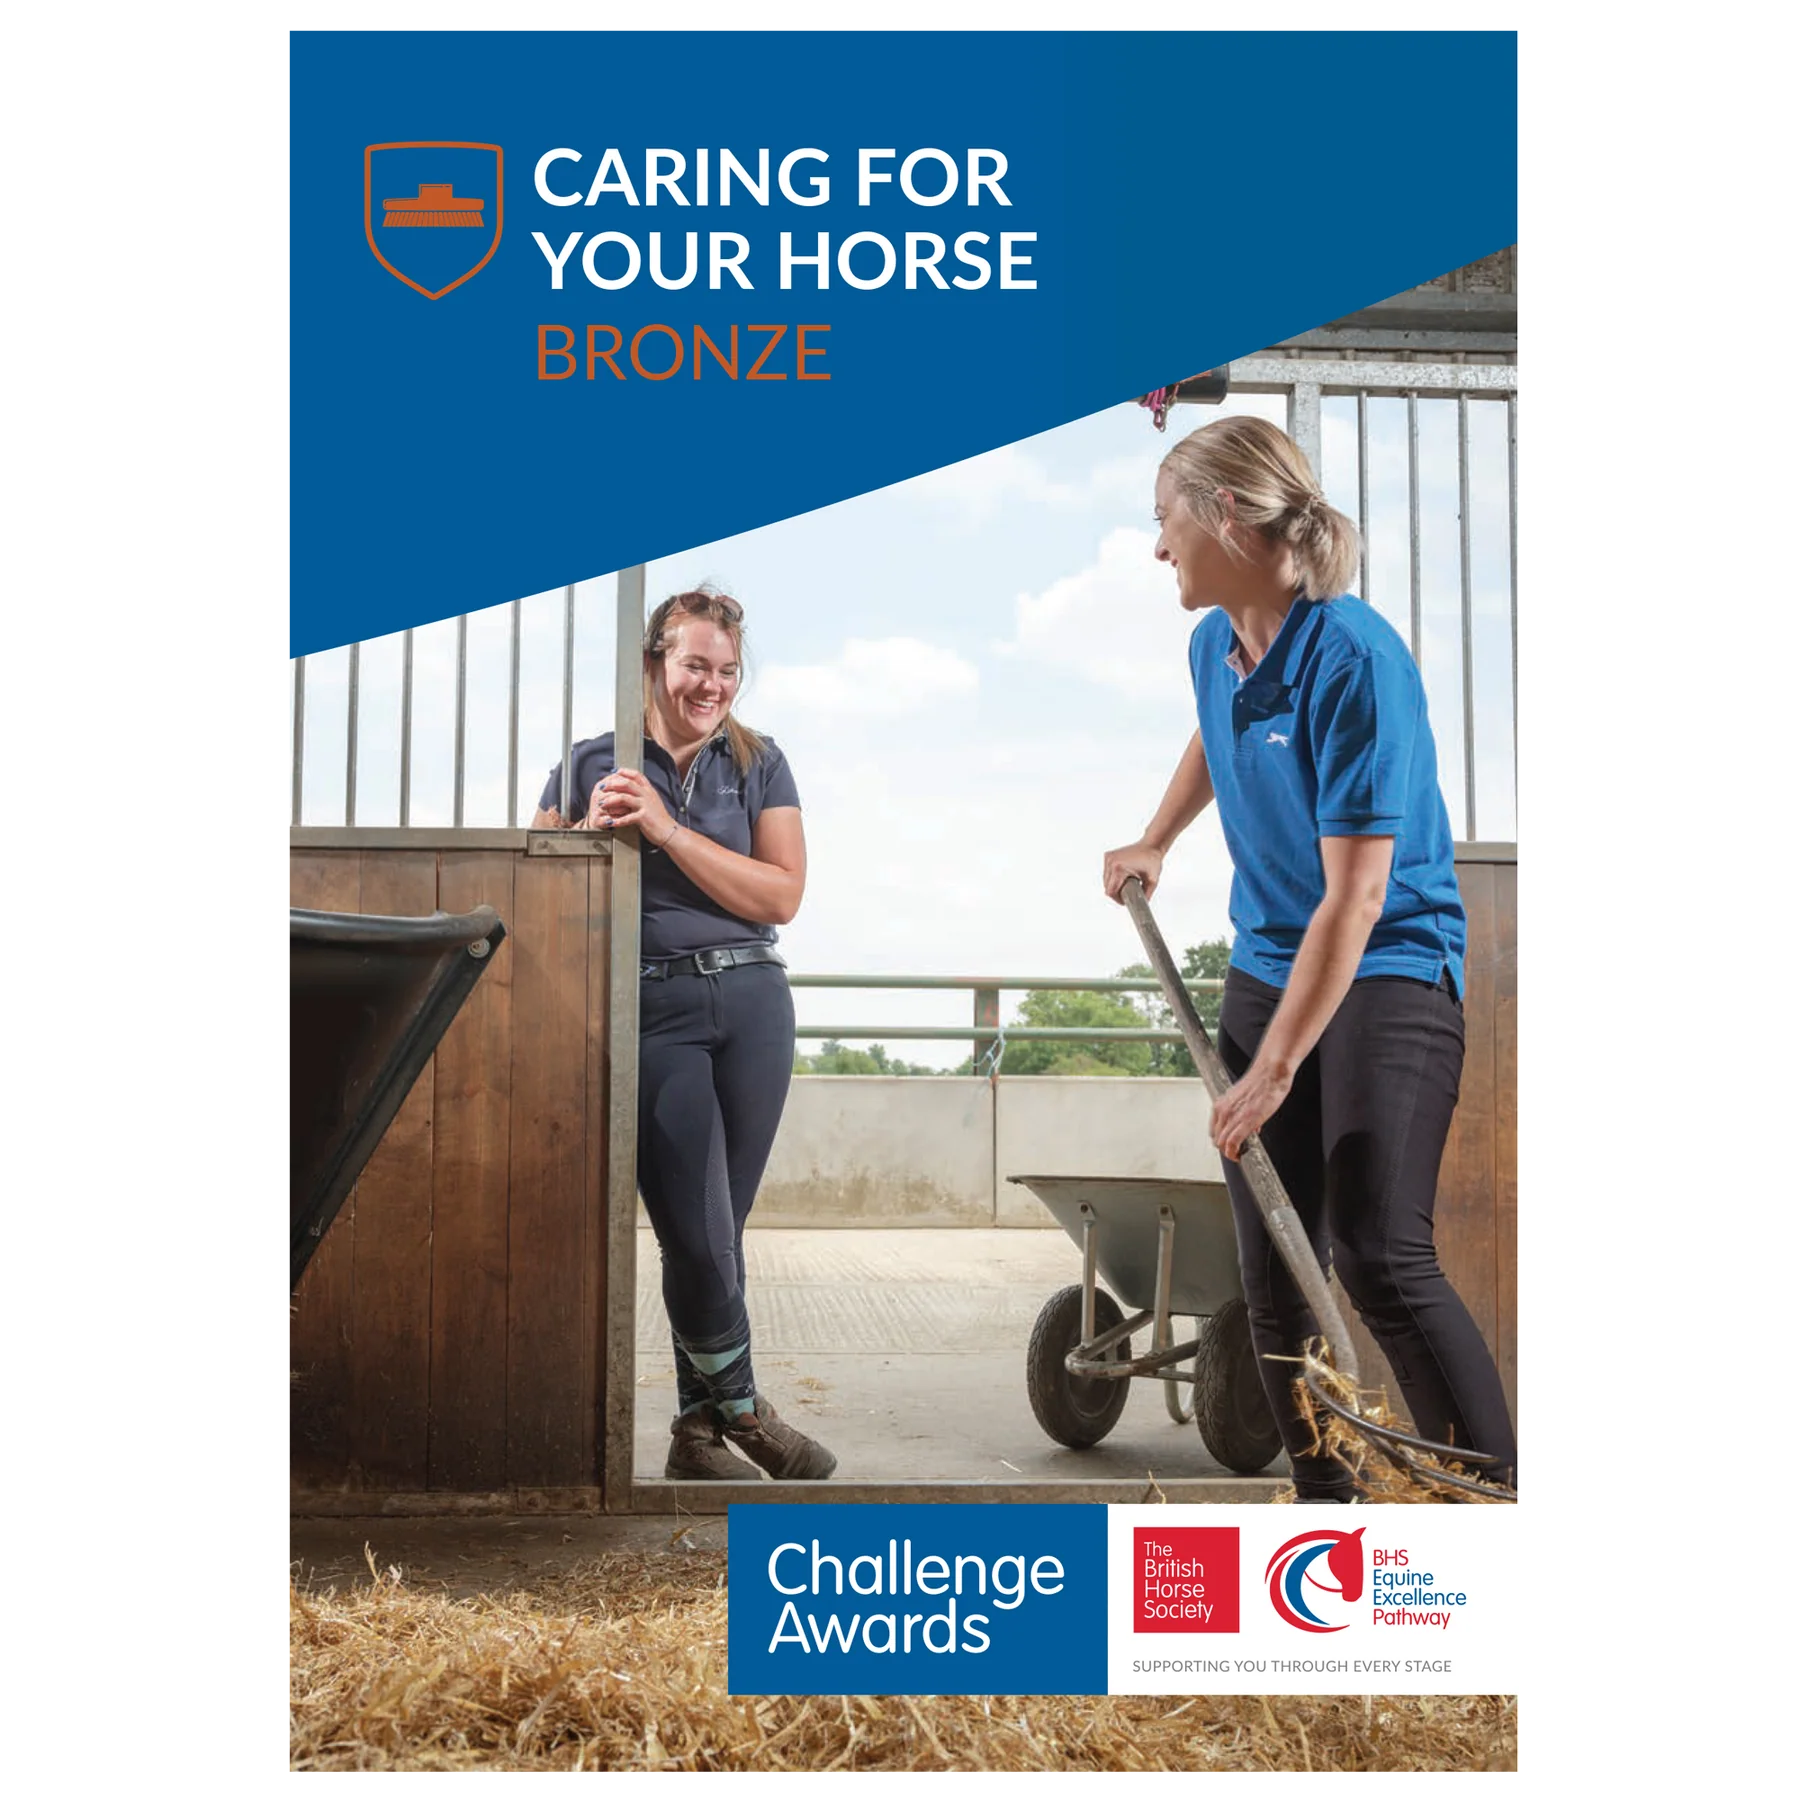 CARING FOR
YOUR HORSE
BRONZE
Challenge
Awards
The
British
Horse
Society
BHS
Equine
Excellence
Pathway
SUPPORTING YOU THROUGH EVERY STAGE